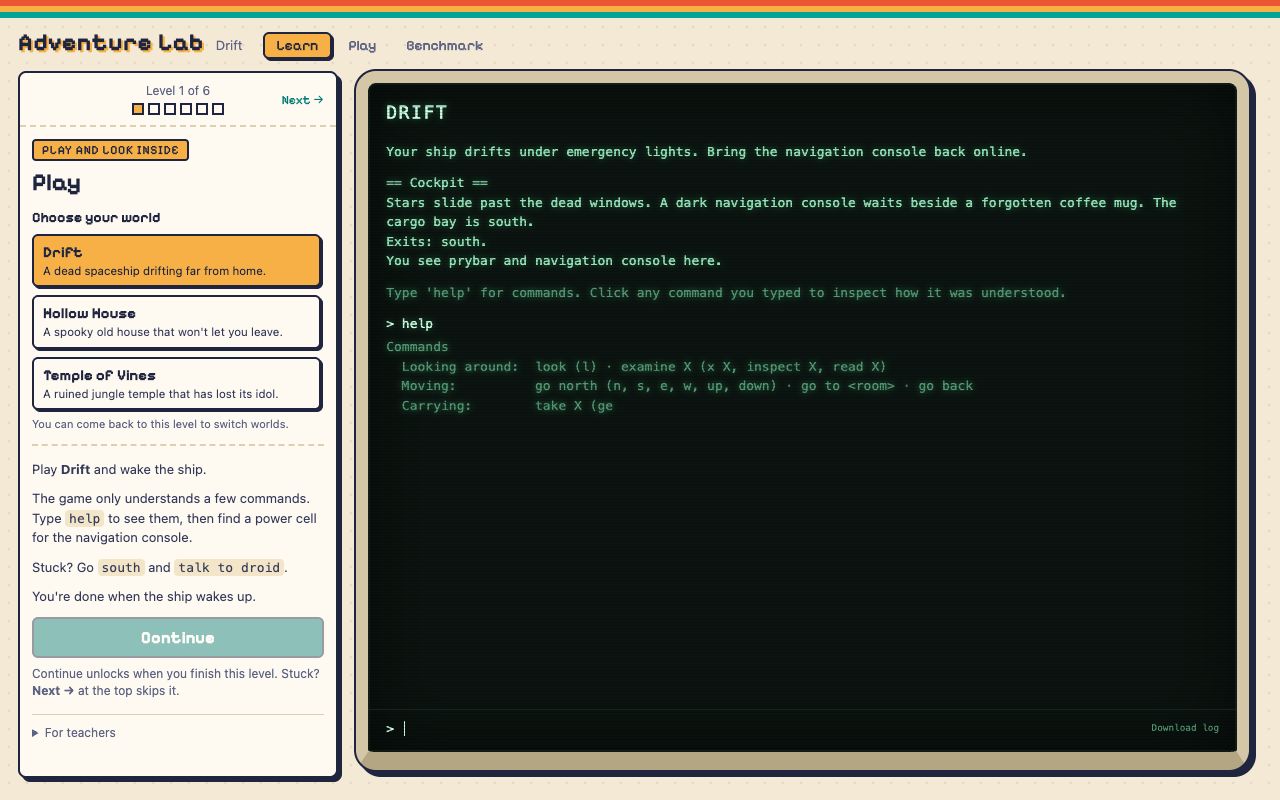 Adventure Lab Drift Learn Play Benchmark
Level 1 of 6
Next →
PLAY AND LOOK INSIDE
Play
Choose your world
Drift
A dead spaceship drifting far from home.
Hollow House
A spooky old house that won't let you leave.
Temple of Vines
A ruined jungle temple that has lost its idol.
You can come back to this level to switch worlds.
Play Drift and wake the ship.
The game only understands a few commands.
Type help to see them, then find a power cell
for the navigation console.
Stuck? Go south and talk to droid.
You're done when the ship wakes up.
Continue
Continue unlocks when you finish this level. Stuck?
Next → at the top skips it.
▶ For teachers
DRIFT
Your ship drifts under emergency lights. Bring the navigation console back online.
== Cockpit ==
Stars slide past the dead windows. A dark navigation console waits beside a forgotten coffee mug. The
cargo bay is south.
Exits: south.
You see prybar and navigation console here.
Type 'help' for commands. Click any command you typed to inspect how it was understood.
> help
Commands
Looking around: look (l) · examine X (x X, inspect X, read X)
Moving: go north (n, s, e, w, up, down) · go to <room> · go back
Carrying: take X (ge
>
Download log